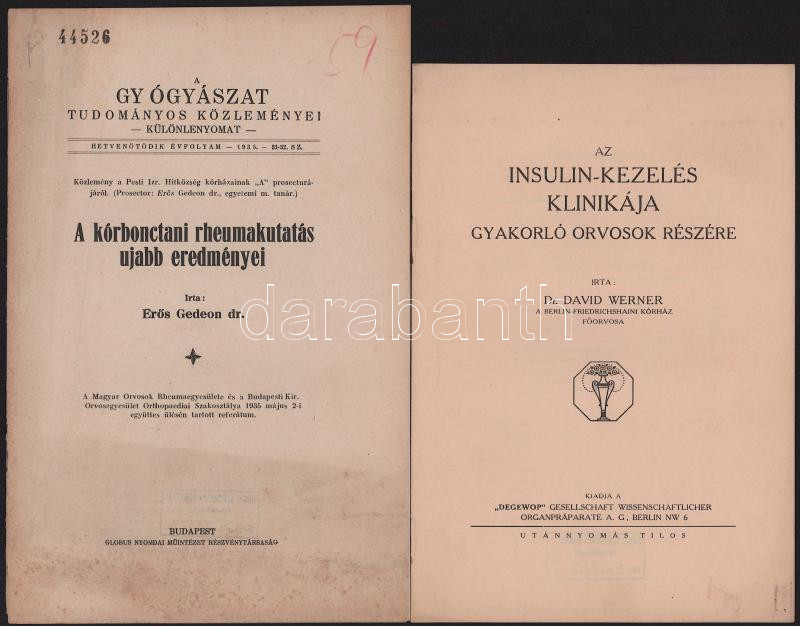 44526
59
A
GYÓGYÁSZAT
TUDOMÁNYOS KÖZLEMÉNYEI
— KÜLÖNLENYOMAT —
HETVENÖTÖDIK ÉVFOLYAM — 1935. — 31-32. SZ.
Közlemény a Pesti Izr. Hitközség kórházainak „A" prosecturá-
járól. (Prosector: Erős Gedeon dr., egyetemi m. tanár.)
A kórbonctani rheumakutatás
ujabb eredményei
Irta:
Erős Gedeon dr.
A Magyar Orvosok Rheumaegyesülete és a Budapesti Kir.
Orvosegyesület Orthopaediai Szakosztálya 1935 május 2-i
együttes ülésén tartott referátum.
BUDAPEST
GLOBUS NYOMDAI MŰINTÉZET RÉSZVÉNYTÁRSASÁG
AZ
INSULIN-KEZELÉS
KLINIKÁJA
GYAKORLÓ ORVOSOK RÉSZÉRE
IRTA:
Dr. DAVID WERNER
A BERLIN-FRIEDRICHSHAINI KÓRHÁZ
FŐORVOSA
KIADJA A
„DEGEWOP" GESELLSCHAFT WISSENSCHAFTLICHER
ORGANPRÄPARATE A. G., BERLIN NW 6
UTÁNNYOMÁS TILOS
darabanth